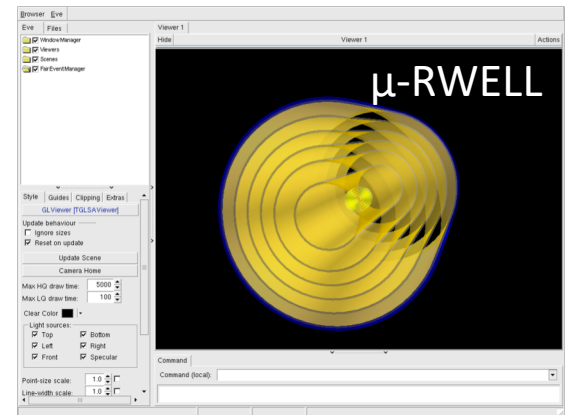 Browser Eve
Eve Files
WindowManager
Viewers
Scenes
FairEventManager
Style Guides Clipping Extras
GLViewer [TGLSAViewer]
Update behaviour
Ignore sizes
Reset on update
Update Scene
Camera Home
Max HQ draw time: 5000
Max LQ draw time: 100
Clear Color
Light sources:
Top Bottom
Left Right
Front Specular
Point-size scale: 1.0
Line-width scale: 1.0
Viewer 1
Hide Viewer 1 Actions
μ-RWELL
Command
Command (local):